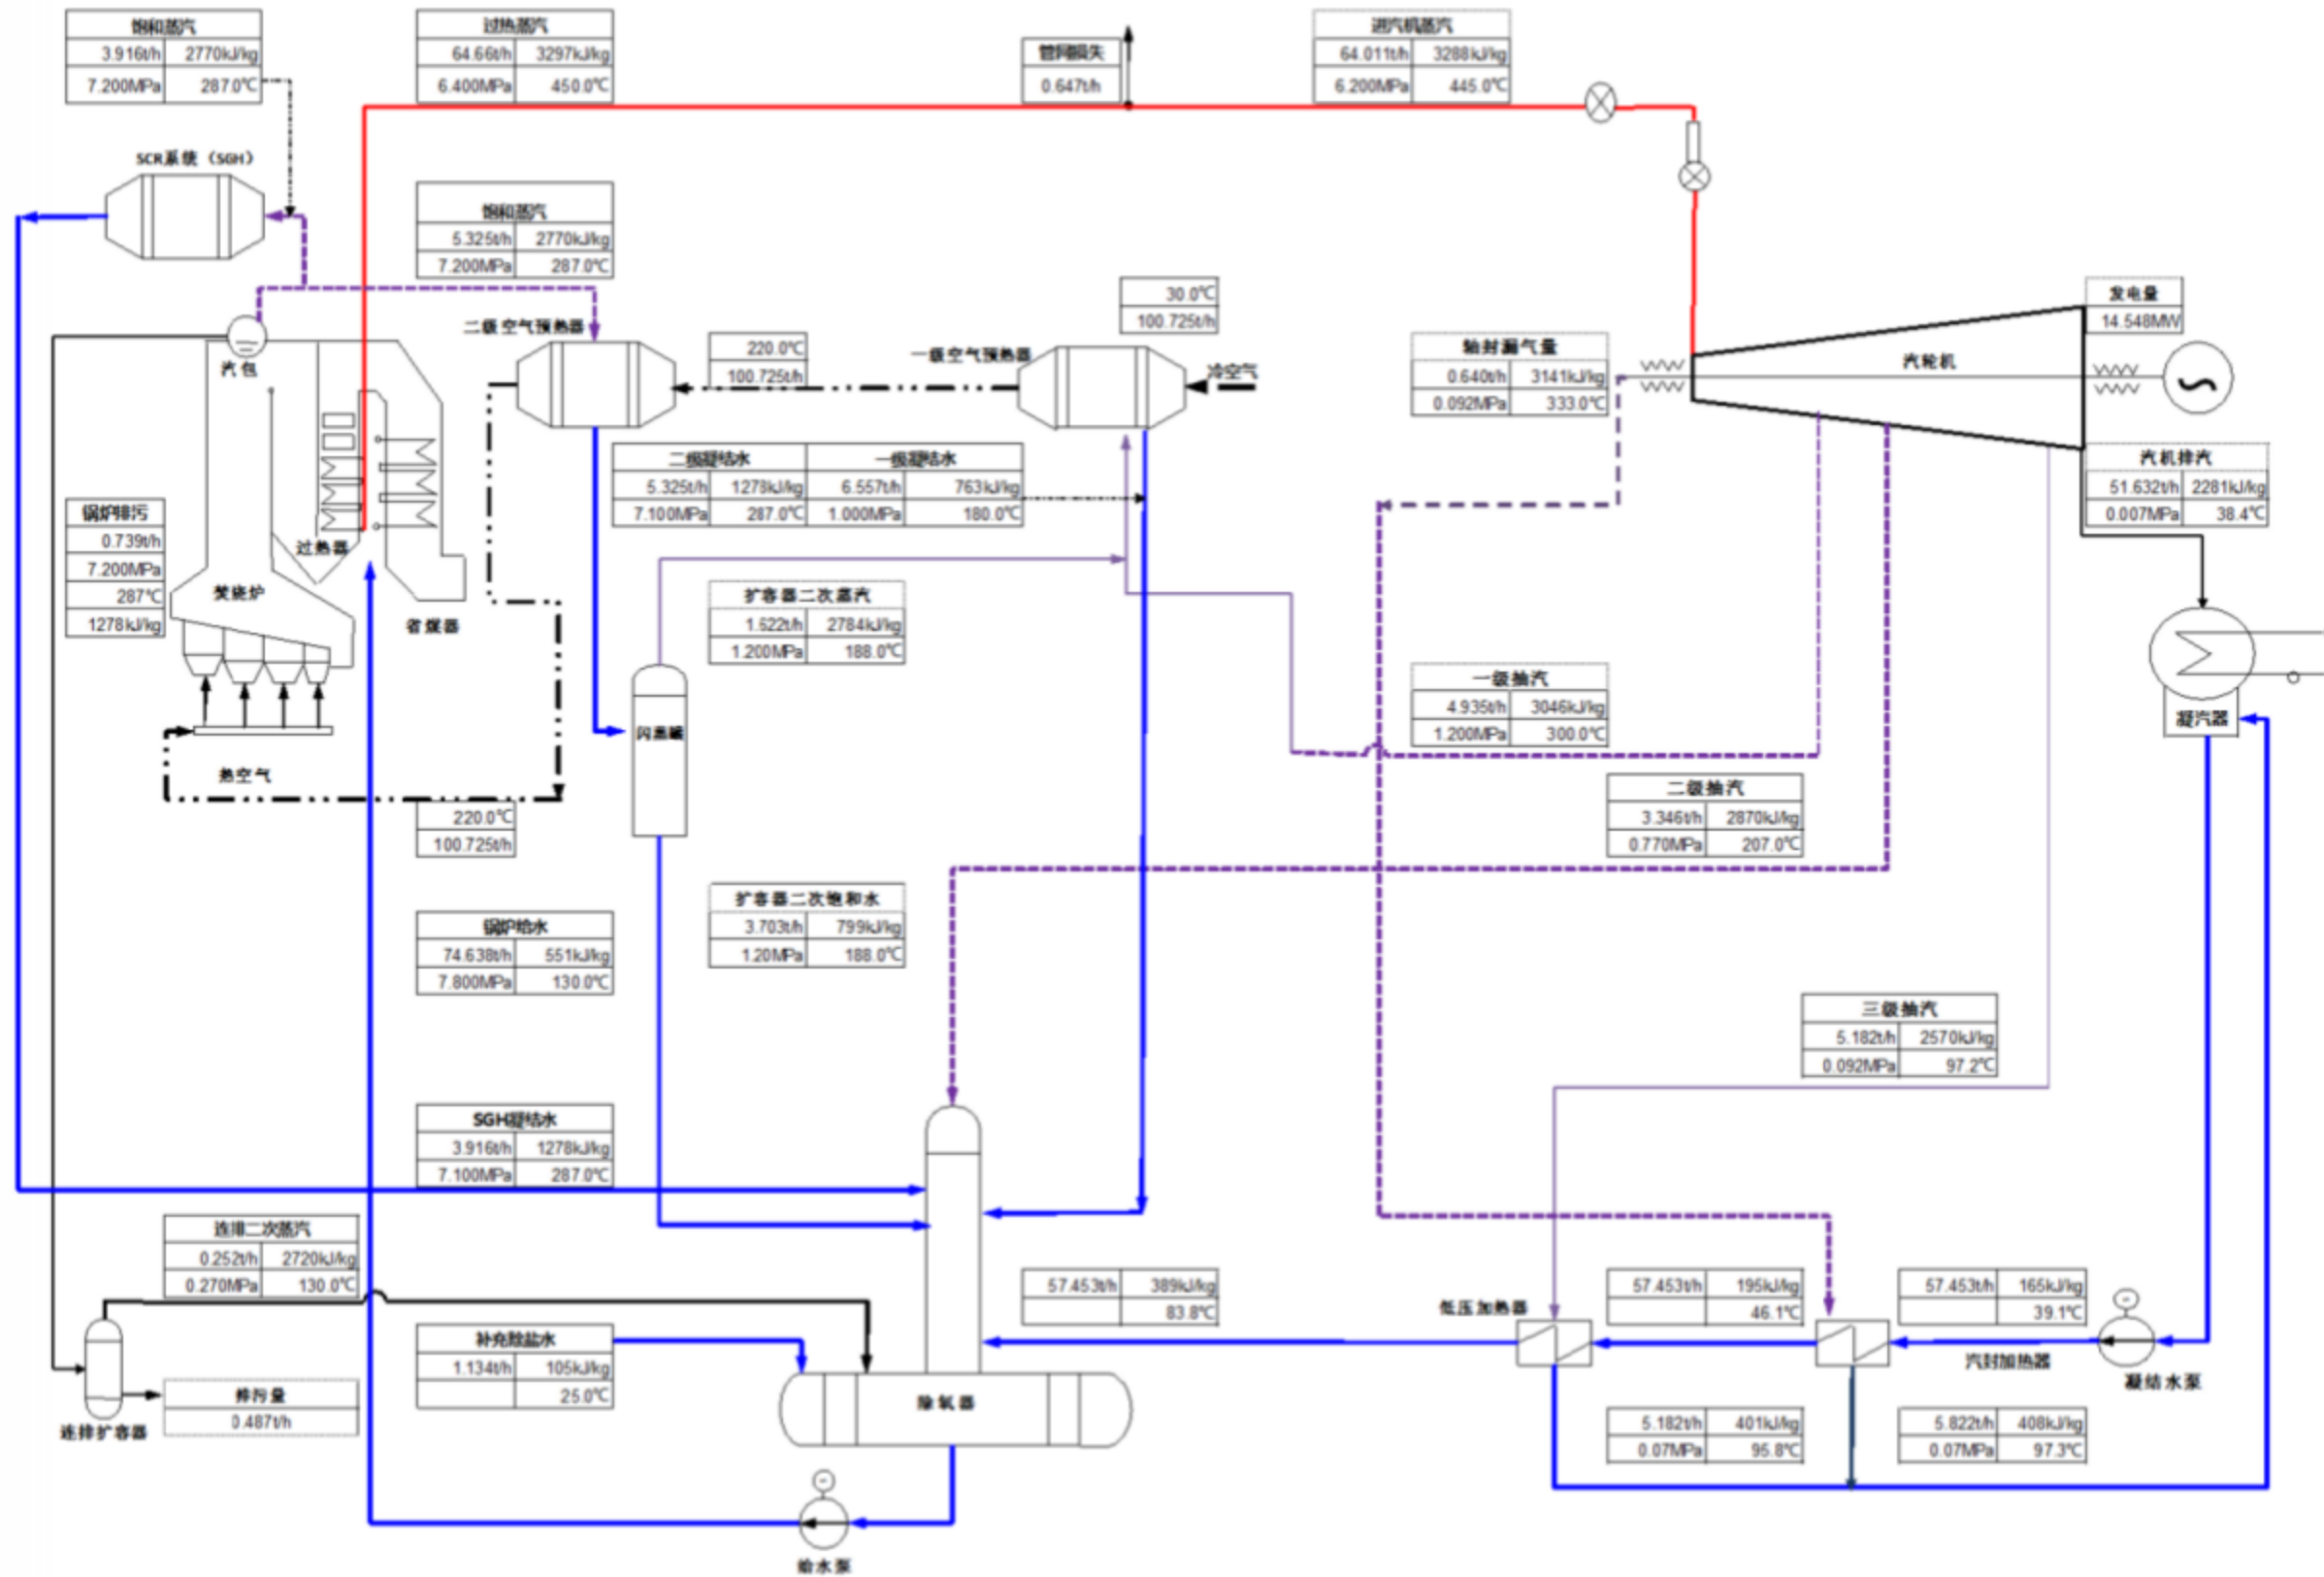 饱和蒸汽
3.916t/h 2770kJ/kg
7.200MPa 287.0℃
过热蒸汽
64.66t/h 3297kJ/kg
6.400MPa 450.0℃
管网损失
0.647t/h
进汽机蒸汽
64.011t/h 3288kJ/kg
6.200MPa 445.0℃
SCR系统（SGH）
饱和蒸汽
5.325t/h 2770kJ/kg
7.200MPa 287.0℃
二级空气预热器
220.0℃
100.725t/h
一级空气预热器
30.0℃
100.725t/h
冷空气
轴封漏气量
0.640t/h 3141kJ/kg
0.092MPa 333.0℃
汽轮机
发电量
14.548MW
汽机排汽
51.632t/h 2281kJ/kg
0.007MPa 38.4℃
汽包
二级凝结水 一级凝结水
5.325t/h 1278kJ/kg 6.557t/h 763kJ/kg
7.100MPa 287.0℃ 1.000MPa 180.0℃
锅炉排污
0.739t/h
7.200MPa
287℃
1278kJ/kg
过热器
焚烧炉
省煤器
扩容器二次蒸汽
1.622t/h 2784kJ/kg
1.200MPa 188.0℃
闪蒸罐
一级抽汽
4.935t/h 3046kJ/kg
1.200MPa 300.0℃
凝汽器
热空气
220.0℃
100.725t/h
二级抽汽
3.346t/h 2870kJ/kg
0.770MPa 207.0℃
扩容器二次饱和水
3.703t/h 799kJ/kg
1.20MPa 188.0℃
锅炉给水
74.638t/h 551kJ/kg
7.800MPa 130.0℃
三级抽汽
5.182t/h 2570kJ/kg
0.092MPa 97.2℃
SGH凝结水
3.916t/h 1278kJ/kg
7.100MPa 287.0℃
连排二次蒸汽
0.252t/h 2720kJ/kg
0.270MPa 130.0℃
57.453t/h 389kJ/kg
83.8℃
低压加热器
57.453t/h 195kJ/kg
46.1℃
57.453t/h 165kJ/kg
39.1℃
汽封加热器
凝结水泵
补充除盐水
1.134t/h 105kJ/kg
25.0℃
排污量
0.487t/h
连排扩容器
除氧器
5.182t/h 401kJ/kg
0.07MPa 95.8℃
5.822t/h 408kJ/kg
0.07MPa 97.3℃
给水泵